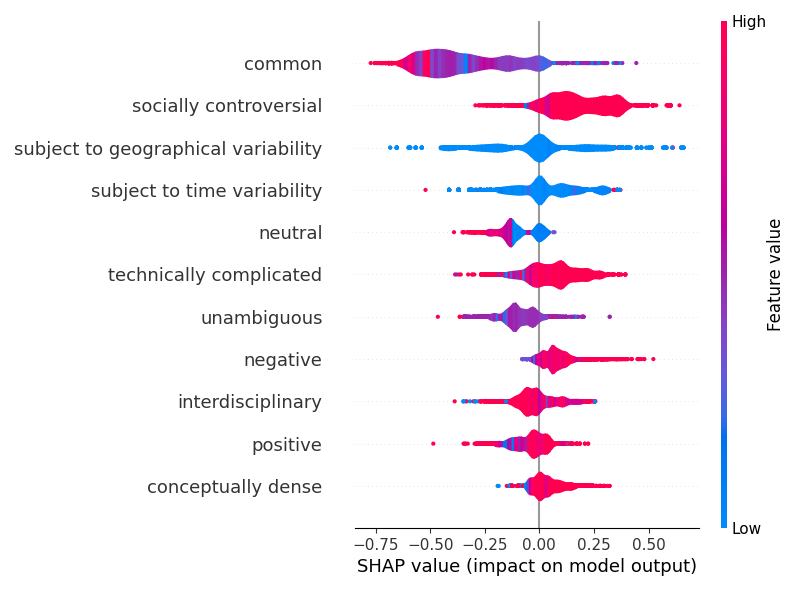 High
common
socially controversial
subject to geographical variability
subject to time variability
neutral
technically complicated
unambiguous
negative
interdisciplinary
positive
conceptually dense
Feature value
Low
−0.75 −0.50 −0.25 0.00 0.25 0.50
SHAP value (impact on model output)